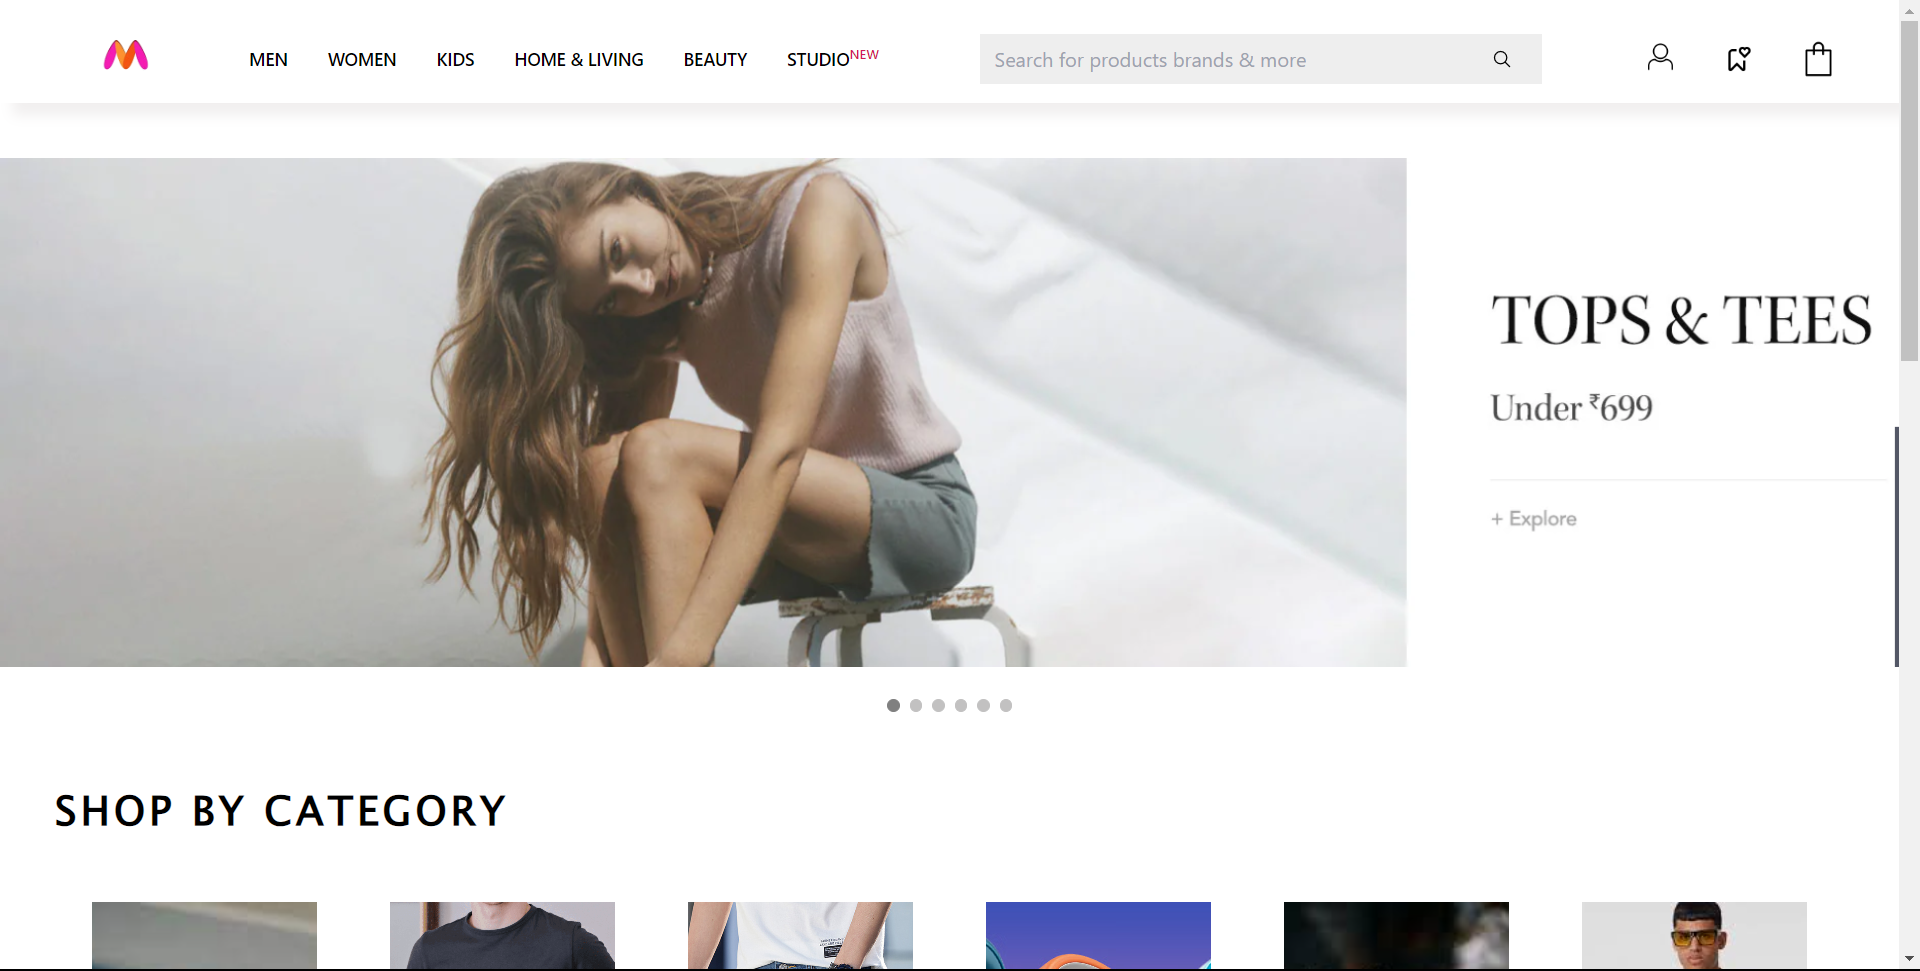 MEN WOMEN KIDS HOME & LIVING BEAUTY STUDIO NEW
Search for products brands & more
TOPS & TEES
Under ₹699
+ Explore
SHOP BY CATEGORY